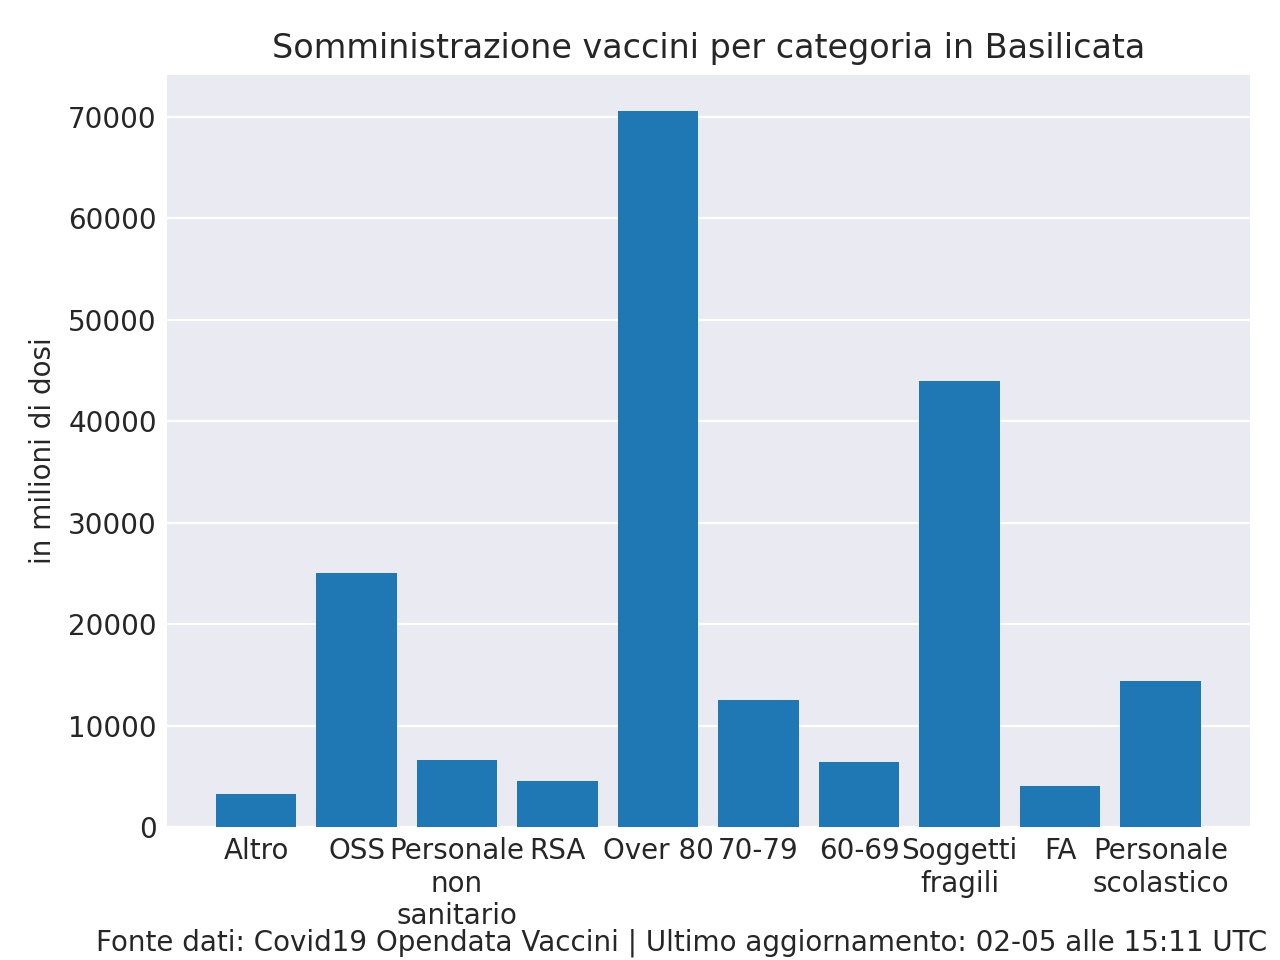 Somministrazione vaccini per categoria in Basilicata
in milioni di dosi
70000
60000
50000
40000
30000
20000
10000
0
Altro
OSS
Personale
non
sanitario
RSA
Over 80
70-79
60-69
Soggetti
fragili
FA
Personale
scolastico
Fonte dati: Covid19 Opendata Vaccini | Ultimo aggiornamento: 02-05 alle 15:11 UTC